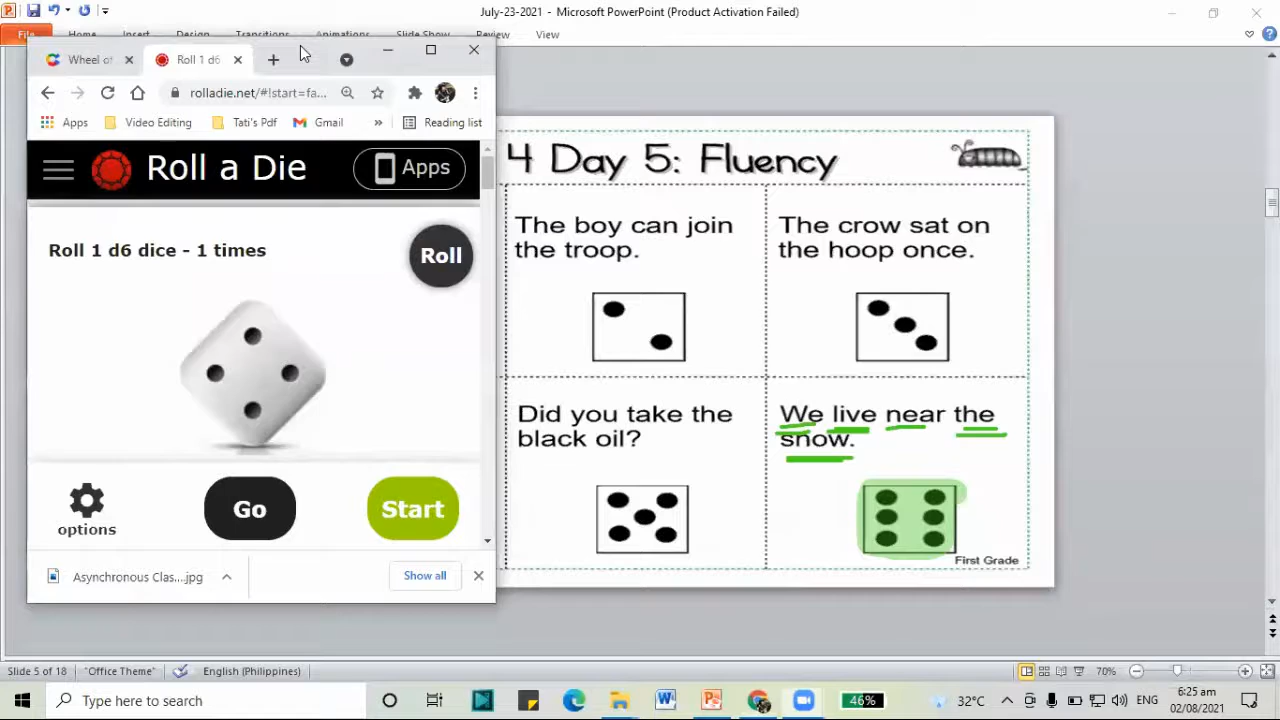 July-23-2021 - Microsoft PowerPoint (Product Activation Failed)
File Home Insert Design Transitions Animations Slide Show View
Wheel of
Roll 1 d6
rolladie.net/#!start=fa...
Apps Video Editing Tati's Pdf Gmail » Reading list
Roll a Die
Apps
Roll 1 d6 dice - 1 times
Roll
options
Go
Start
Asynchronous Clas....jpg
Show all
4 Day 5: Fluency
The boy can join
the troop.
The crow sat on
the hoop once.
Did you take the
black oil?
We live near the
snow.
First Grade
Slide 5 of 18 "Office Theme" English (Philippines) 70%
Type here to search
46%
32°C
ENG
6:25 am
02/08/2021